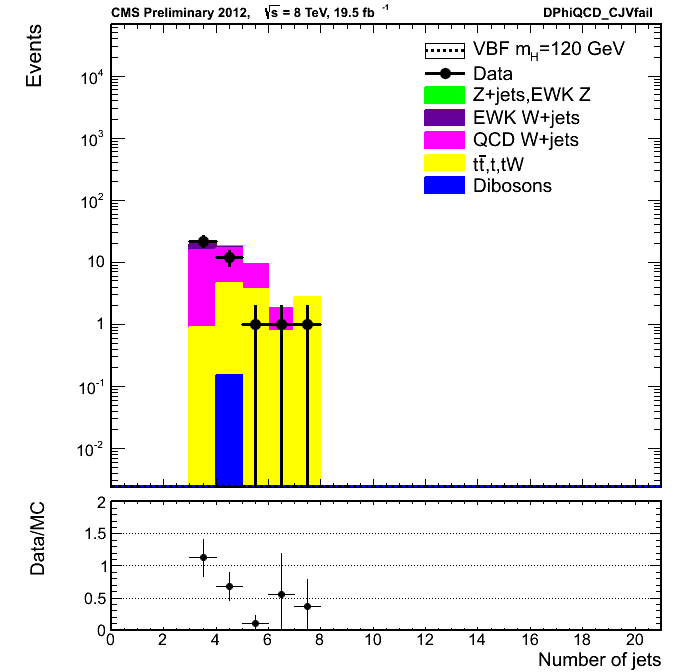 CMS Preliminary 2012, √s = 8 TeV, 19.5 fb⁻¹ DPhiQCD_CJVfail
Events
VBF m_H=120 GeV
Data
Z+jets,EWK Z
EWK W+jets
QCD W+jets
tt̄,t,tW
Dibosons
10⁴
10³
10²
10
1
10⁻¹
10⁻²
Data/MC
2
1.5
1
0.5
0
0 2 4 6 8 10 12 14 16 18 20
Number of jets